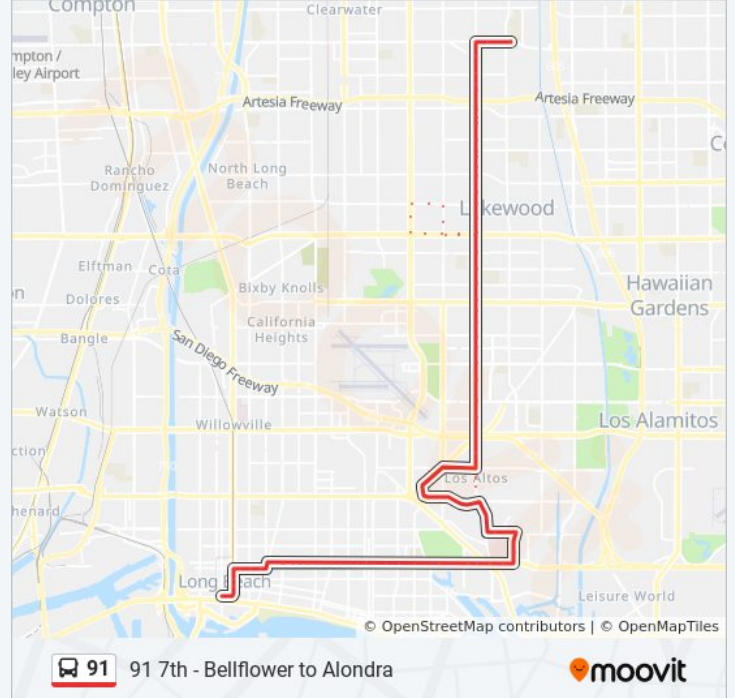 Compton
Clearwater
mpton /
ley Airport
Artesia Freeway
Artesia Freeway
Rancho
Dominguez
North Long
Beach
Lakewood
Elftman
Cota
Dolores
Bixby Knolls
Hawaiian
Gardens
California
Heights
Bangle
San Diego Freeway
Watson
Willowville
Los Alamitos
ction
Los Altos
henard
Long Beach
Leisure World
© OpenStreetMap contributors | © OpenMapTiles
91
91 7th - Bellflower to Alondra
moovit